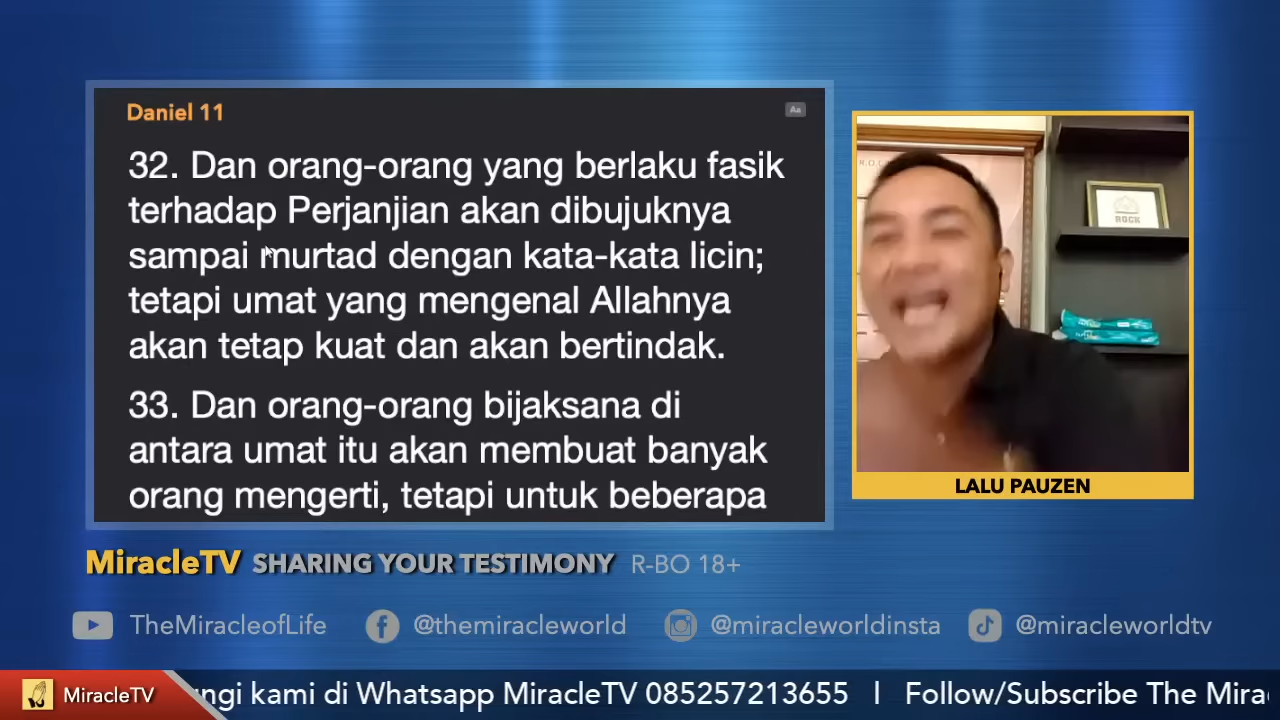 Daniel 11
Aa
32. Dan orang-orang yang berlaku fasik
terhadap Perjanjian akan dibujuknya
sampai murtad dengan kata-kata licin;
tetapi umat yang mengenal Allahnya
akan tetap kuat dan akan bertindak.
33. Dan orang-orang bijaksana di
antara umat itu akan membuat banyak
orang mengerti, tetapi untuk beberapa
ROCK
LALU PAUZEN
MiracleTV SHARING YOUR TESTIMONY R-BO 18+
TheMiracleofLife @themiracleworld @miracleworldinsta @miracleworldtv
MiracleTV ngi kami di Whatsapp MiracleTV 085257213655 | Follow/Subscribe The Mira